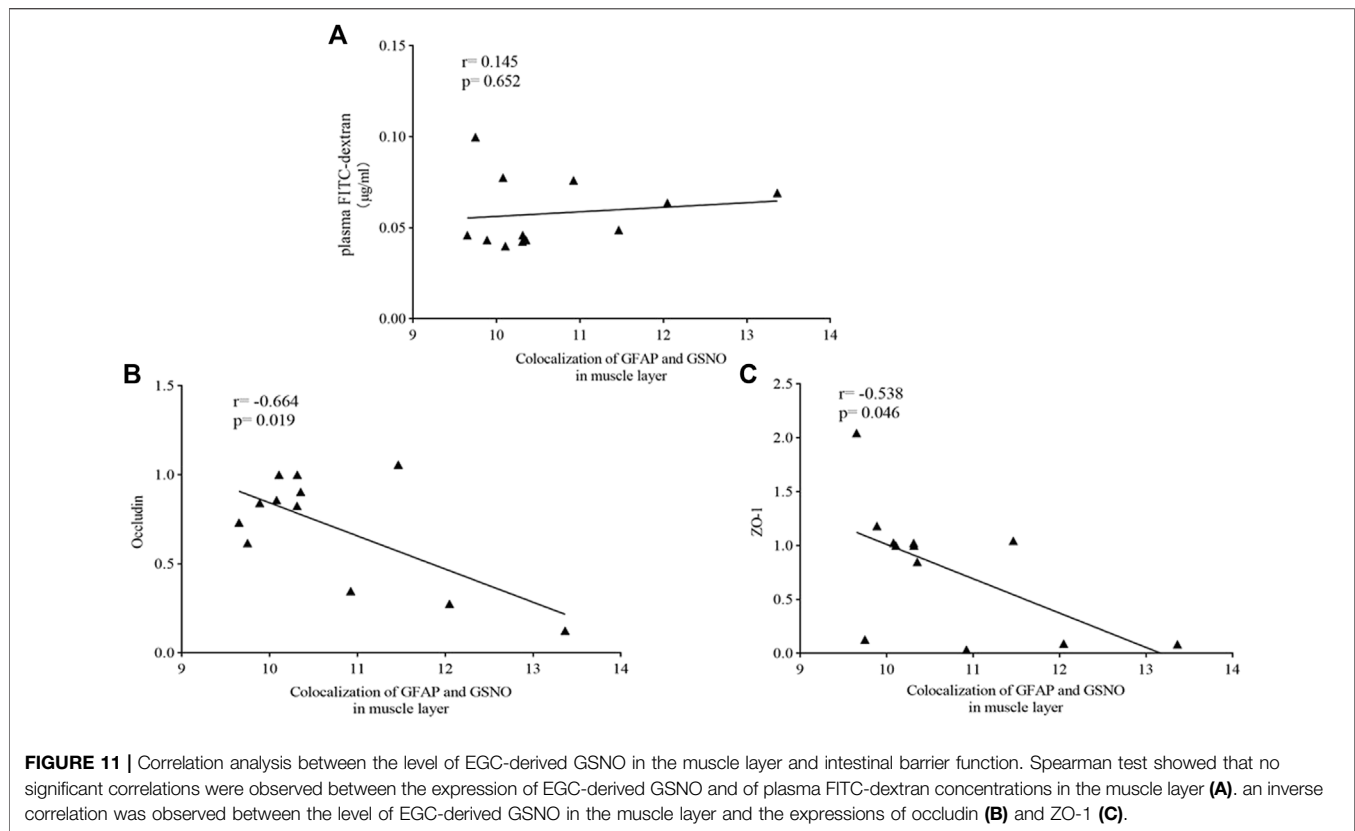 A
0.15
r= 0.145
p= 0.652
0.10
plasma FITC-dextran
(μg/ml)
0.05
0.00
9 10 11 12 13 14
Colocalization of GFAP and GSNO
in muscle layer
B
1.5
r= -0.664
p= 0.019
1.0
Occludin
0.5
0.0
9 10 11 12 13 14
Colocalization of GFAP and GSNO
in muscle layer
C
2.5
r= -0.538
p= 0.046
2.0
1.5
ZO-1
1.0
0.5
0.0
9 10 11 12 13 14
Colocalization of GFAP and GSNO
in muscle layer
FIGURE 11 | Correlation analysis between the level of EGC-derived GSNO in the muscle layer and intestinal barrier function. Spearman test showed that no
significant correlations were observed between the expression of EGC-derived GSNO and of plasma FITC-dextran concentrations in the muscle layer (A). an inverse
correlation was observed between the level of EGC-derived GSNO in the muscle layer and the expressions of occludin (B) and ZO-1 (C).